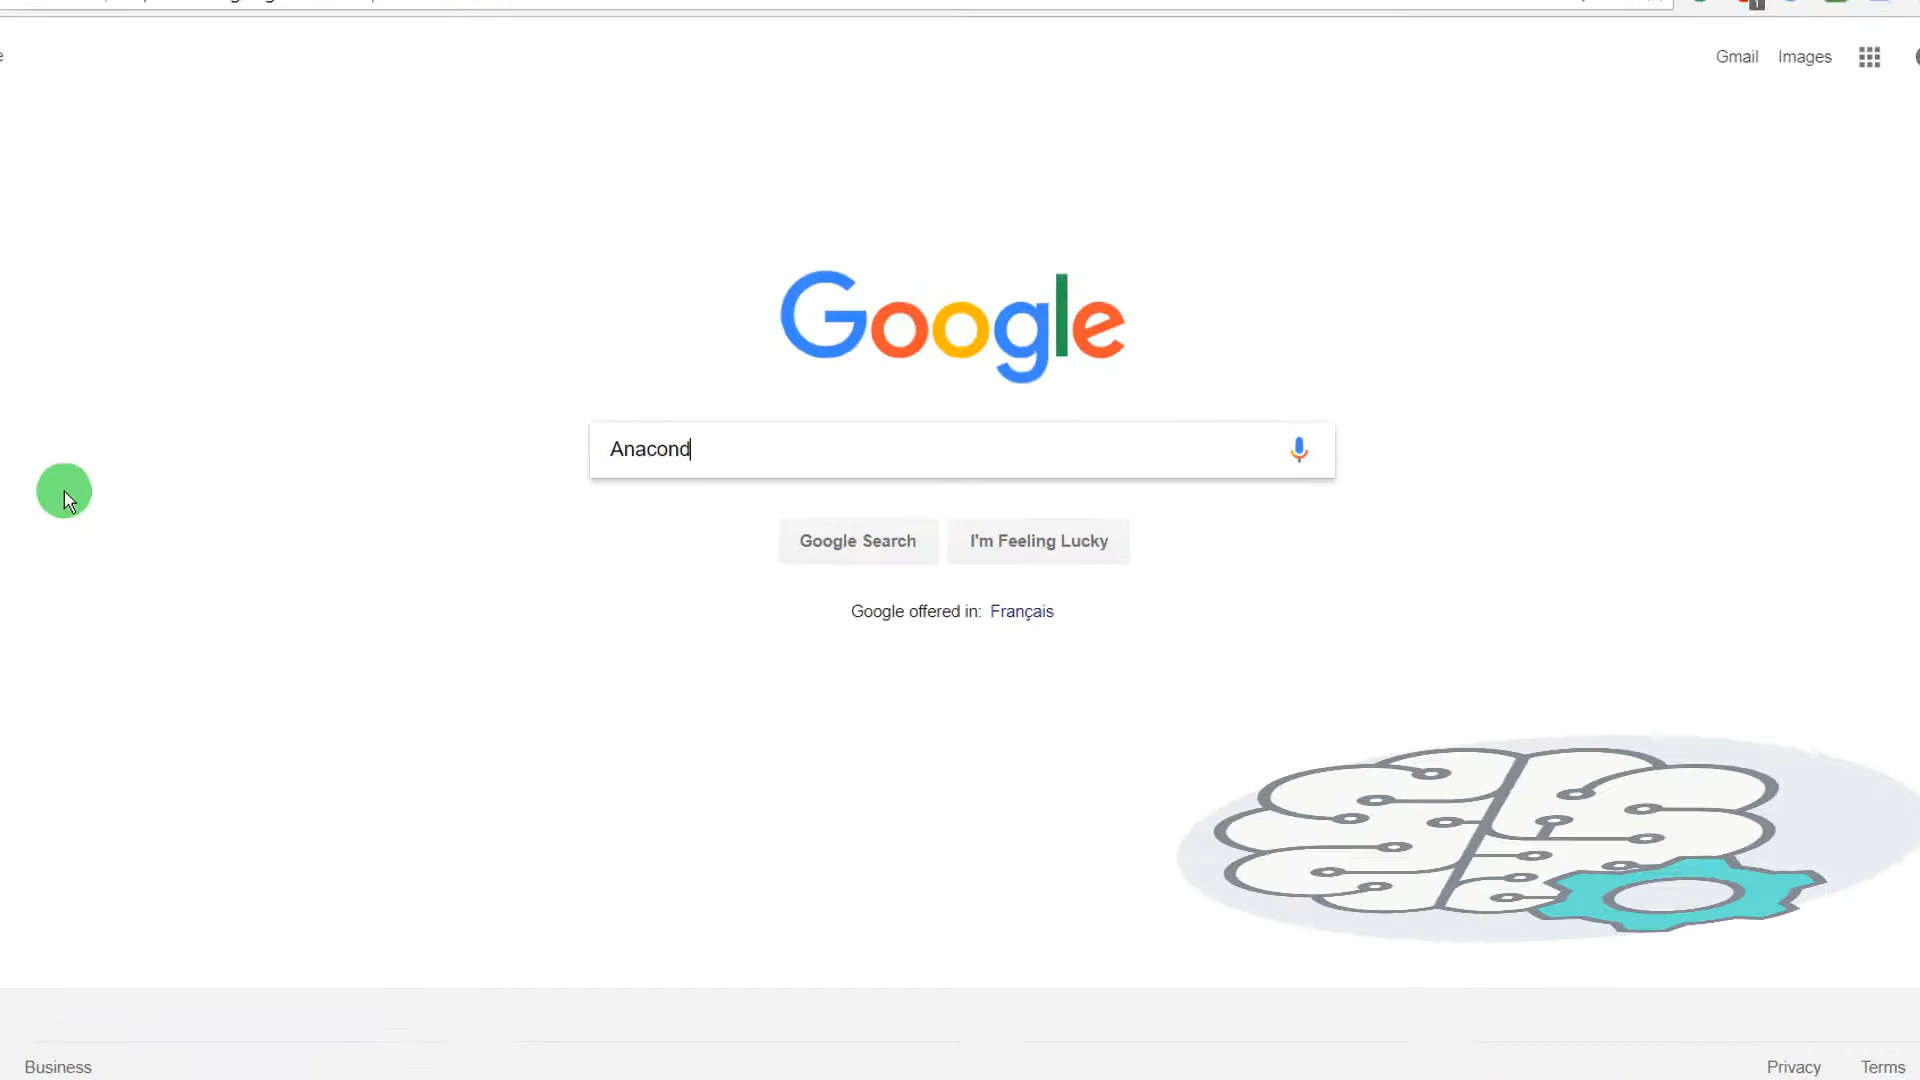 Gmail Images
Google
Anacond
Google Search I'm Feeling Lucky
Google offered in: Français
Business Privacy Terms